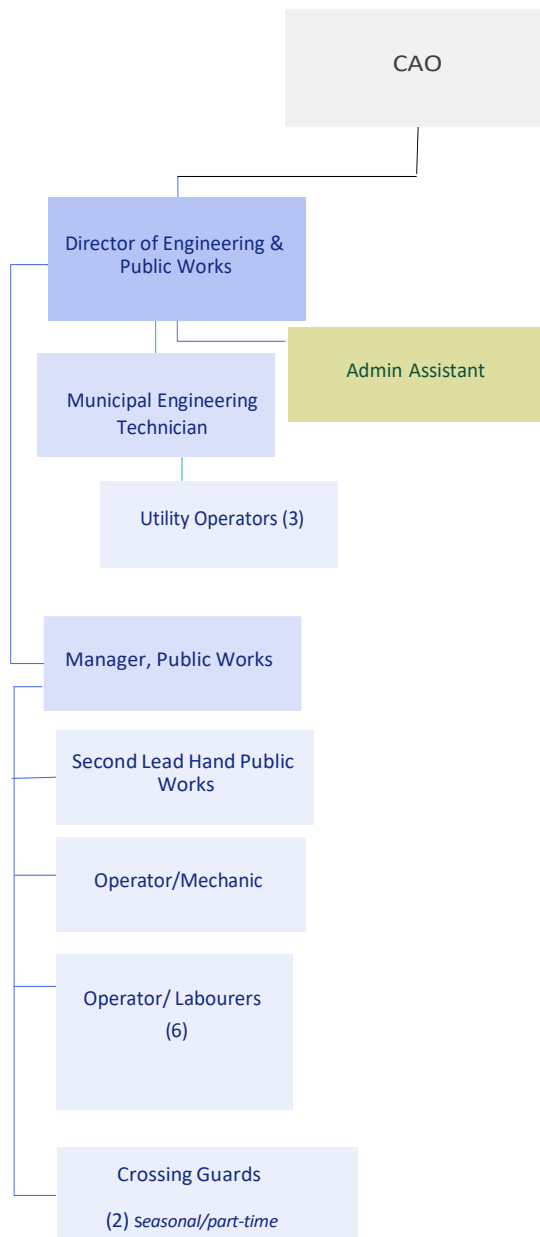 CAO
Director of Engineering &
Public Works
Admin Assistant
Municipal Engineering
Technician
Utility Operators (3)
Manager, Public Works
Second Lead Hand Public
Works
Operator/Mechanic
Operator/ Labourers
(6)
Crossing Guards
(2) Seasonal/part-time